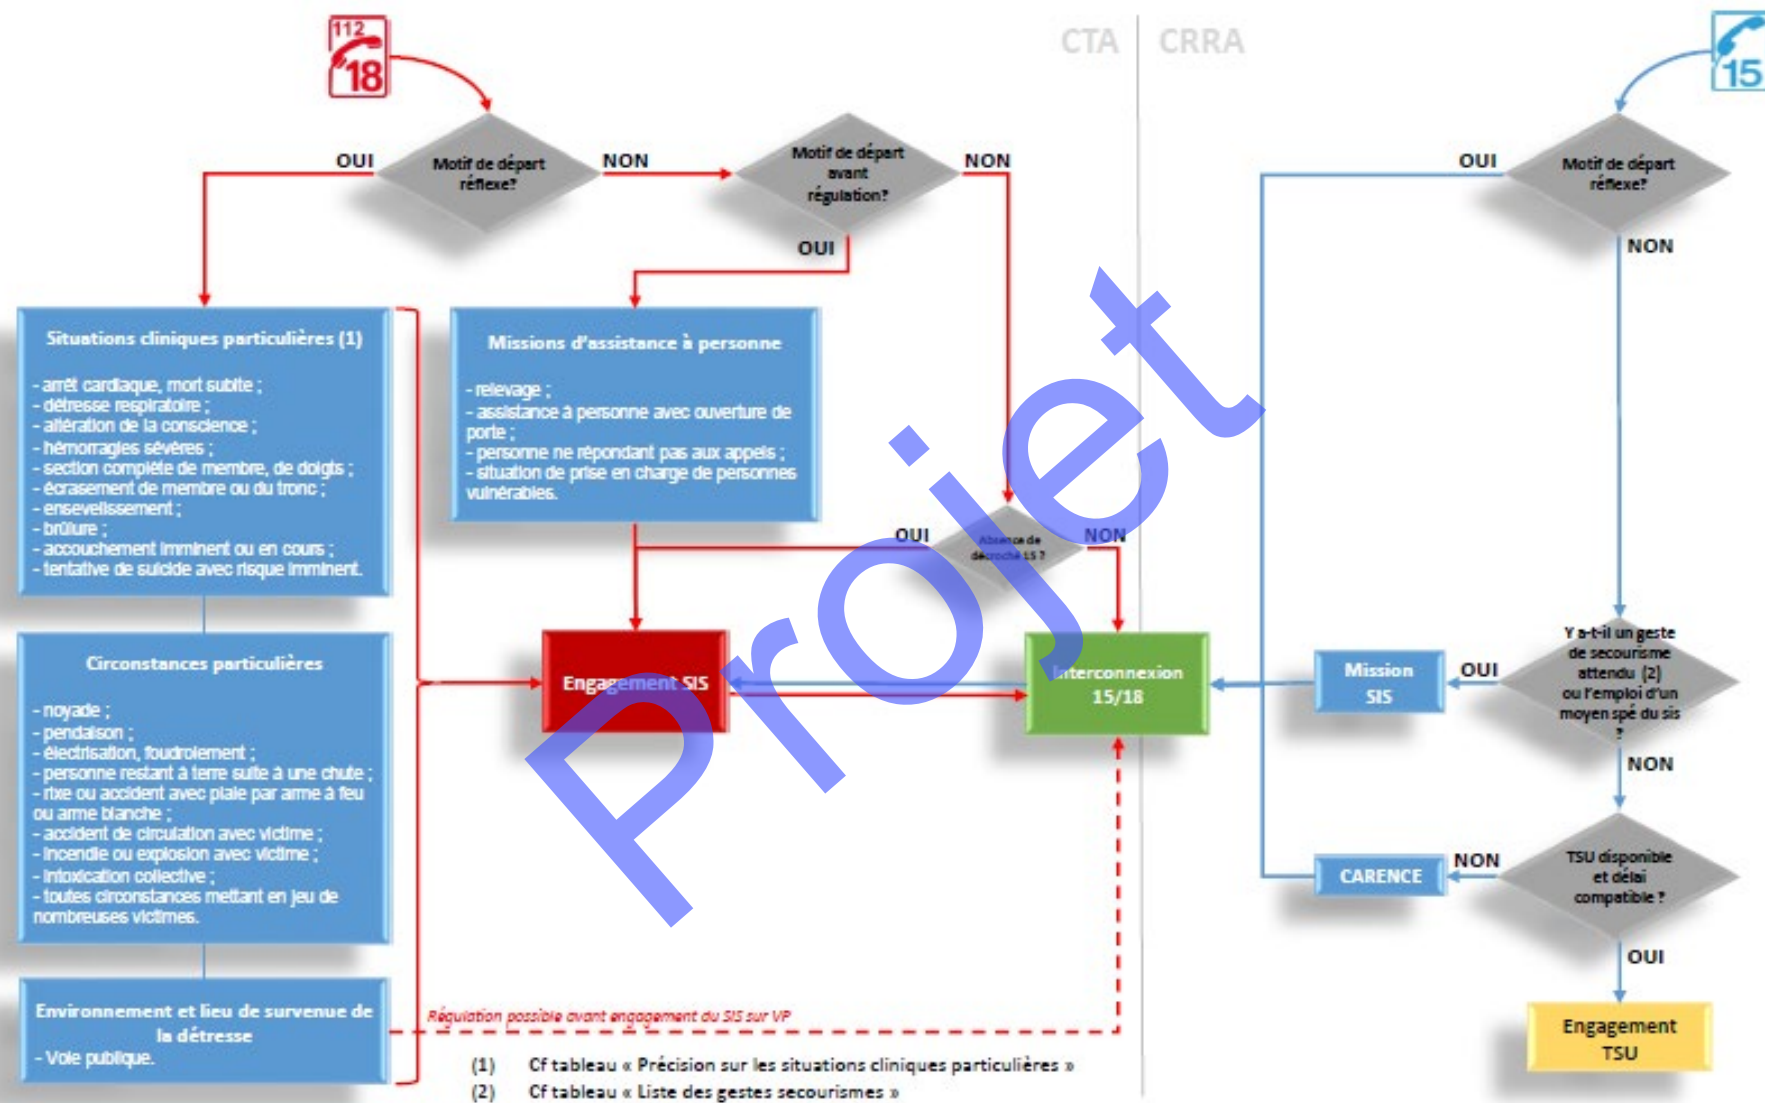 112
18
CTA
CRRA
15
OUI
Motif de départ
réflexe?
NON
Motif de départ
avant
régulation?
NON
OUI
OUI
Motif de départ
réflexe?
NON
Situations cliniques particulières (1)
- arrêt cardiaque, mort subite ;
- détresse respiratoire ;
- altération de la conscience ;
- hémorragies sévères ;
- section complète de membre, de doigts ;
- écrasement de membre ou du tronc ;
- ensevelissement ;
- brûlure ;
- accouchement imminent ou en cours ;
- tentative de suicide avec risque imminent.
Missions d'assistance à personne
- relevage ;
- assistance à personne avec ouverture de
porte ;
- personne ne répondant pas aux appels ;
- situation de prise en charge de personnes
vulnérables.
OUI
Absence de
décroché 15 ?
NON
Circonstances particulières
- noyade ;
- pendaison ;
- électrisation, foudroiement ;
- personne restant à terre suite à une chute ;
- rixe ou accident avec plaie par arme à feu
ou arme blanche ;
- accident de circulation avec victime ;
- incendie ou explosion avec victime ;
- intoxication collective ;
- toutes circonstances mettant en jeu de
nombreuses victimes.
Engagement SIS
Interconnexion
15/18
Mission
SIS
OUI
Y a-t-il un geste
de secourisme
attendu (2)
ou l'emploi d'un
moyen spé du sis
?
NON
CARENCE
NON
TSU disponible
et délai
compatible ?
OUI
Engagement
TSU
Environnement et lieu de survenue de
la détresse
- Voie publique.
Régulation possible avant engagement du SIS sur VP
(1) Cf tableau « Précision sur les situations cliniques particulières »
(2) Cf tableau « Liste des gestes secourismes »
Projet